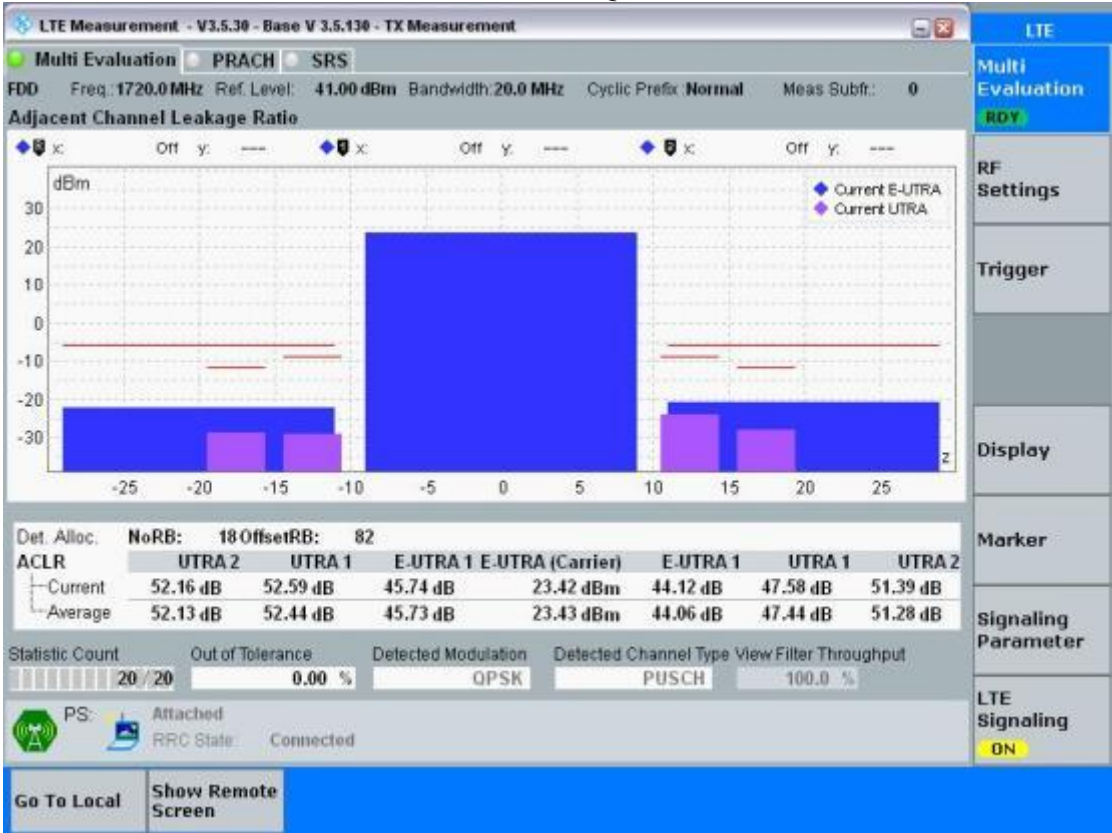 LTE Measurement - V3.5.30 - Base V 3.5.130 - TX Measurement
LTE
Multi Evaluation PRACH SRS
Multi
Evaluation
RDY
FDD Freq.: 1720.0 MHz Ref. Level: 41.00 dBm Bandwidth: 20.0 MHz Cyclic Prefix: Normal Meas Subfr.: 0
Adjacent Channel Leakage Ratio
x: Off y: --- x: Off y: --- x: Off y: ---
dBm
Current E-UTRA
Current UTRA
30
20
10
0
-10
-20
-30
z
-25 -20 -15 -10 -5 0 5 10 15 20 25
RF
Settings
Trigger
Display
Marker
Signaling
Parameter
LTE
Signaling
ON
Det. Alloc. NoRB: 18 OffsetRB: 82
ACLR UTRA 2 UTRA 1 E-UTRA 1 E-UTRA (Carrier) E-UTRA 1 UTRA 1 UTRA 2
Current 52.16 dB 52.59 dB 45.74 dB 23.42 dBm 44.12 dB 47.58 dB 51.39 dB
Average 52.13 dB 52.44 dB 45.73 dB 23.43 dBm 44.06 dB 47.44 dB 51.28 dB
Statistic Count Out of Tolerance Detected Modulation Detected Channel Type View Filter Throughput
20 / 20 0.00 % QPSK PUSCH 100.0 %
PS: Attached
RRC State: Connected
Go To Local
Show Remote
Screen